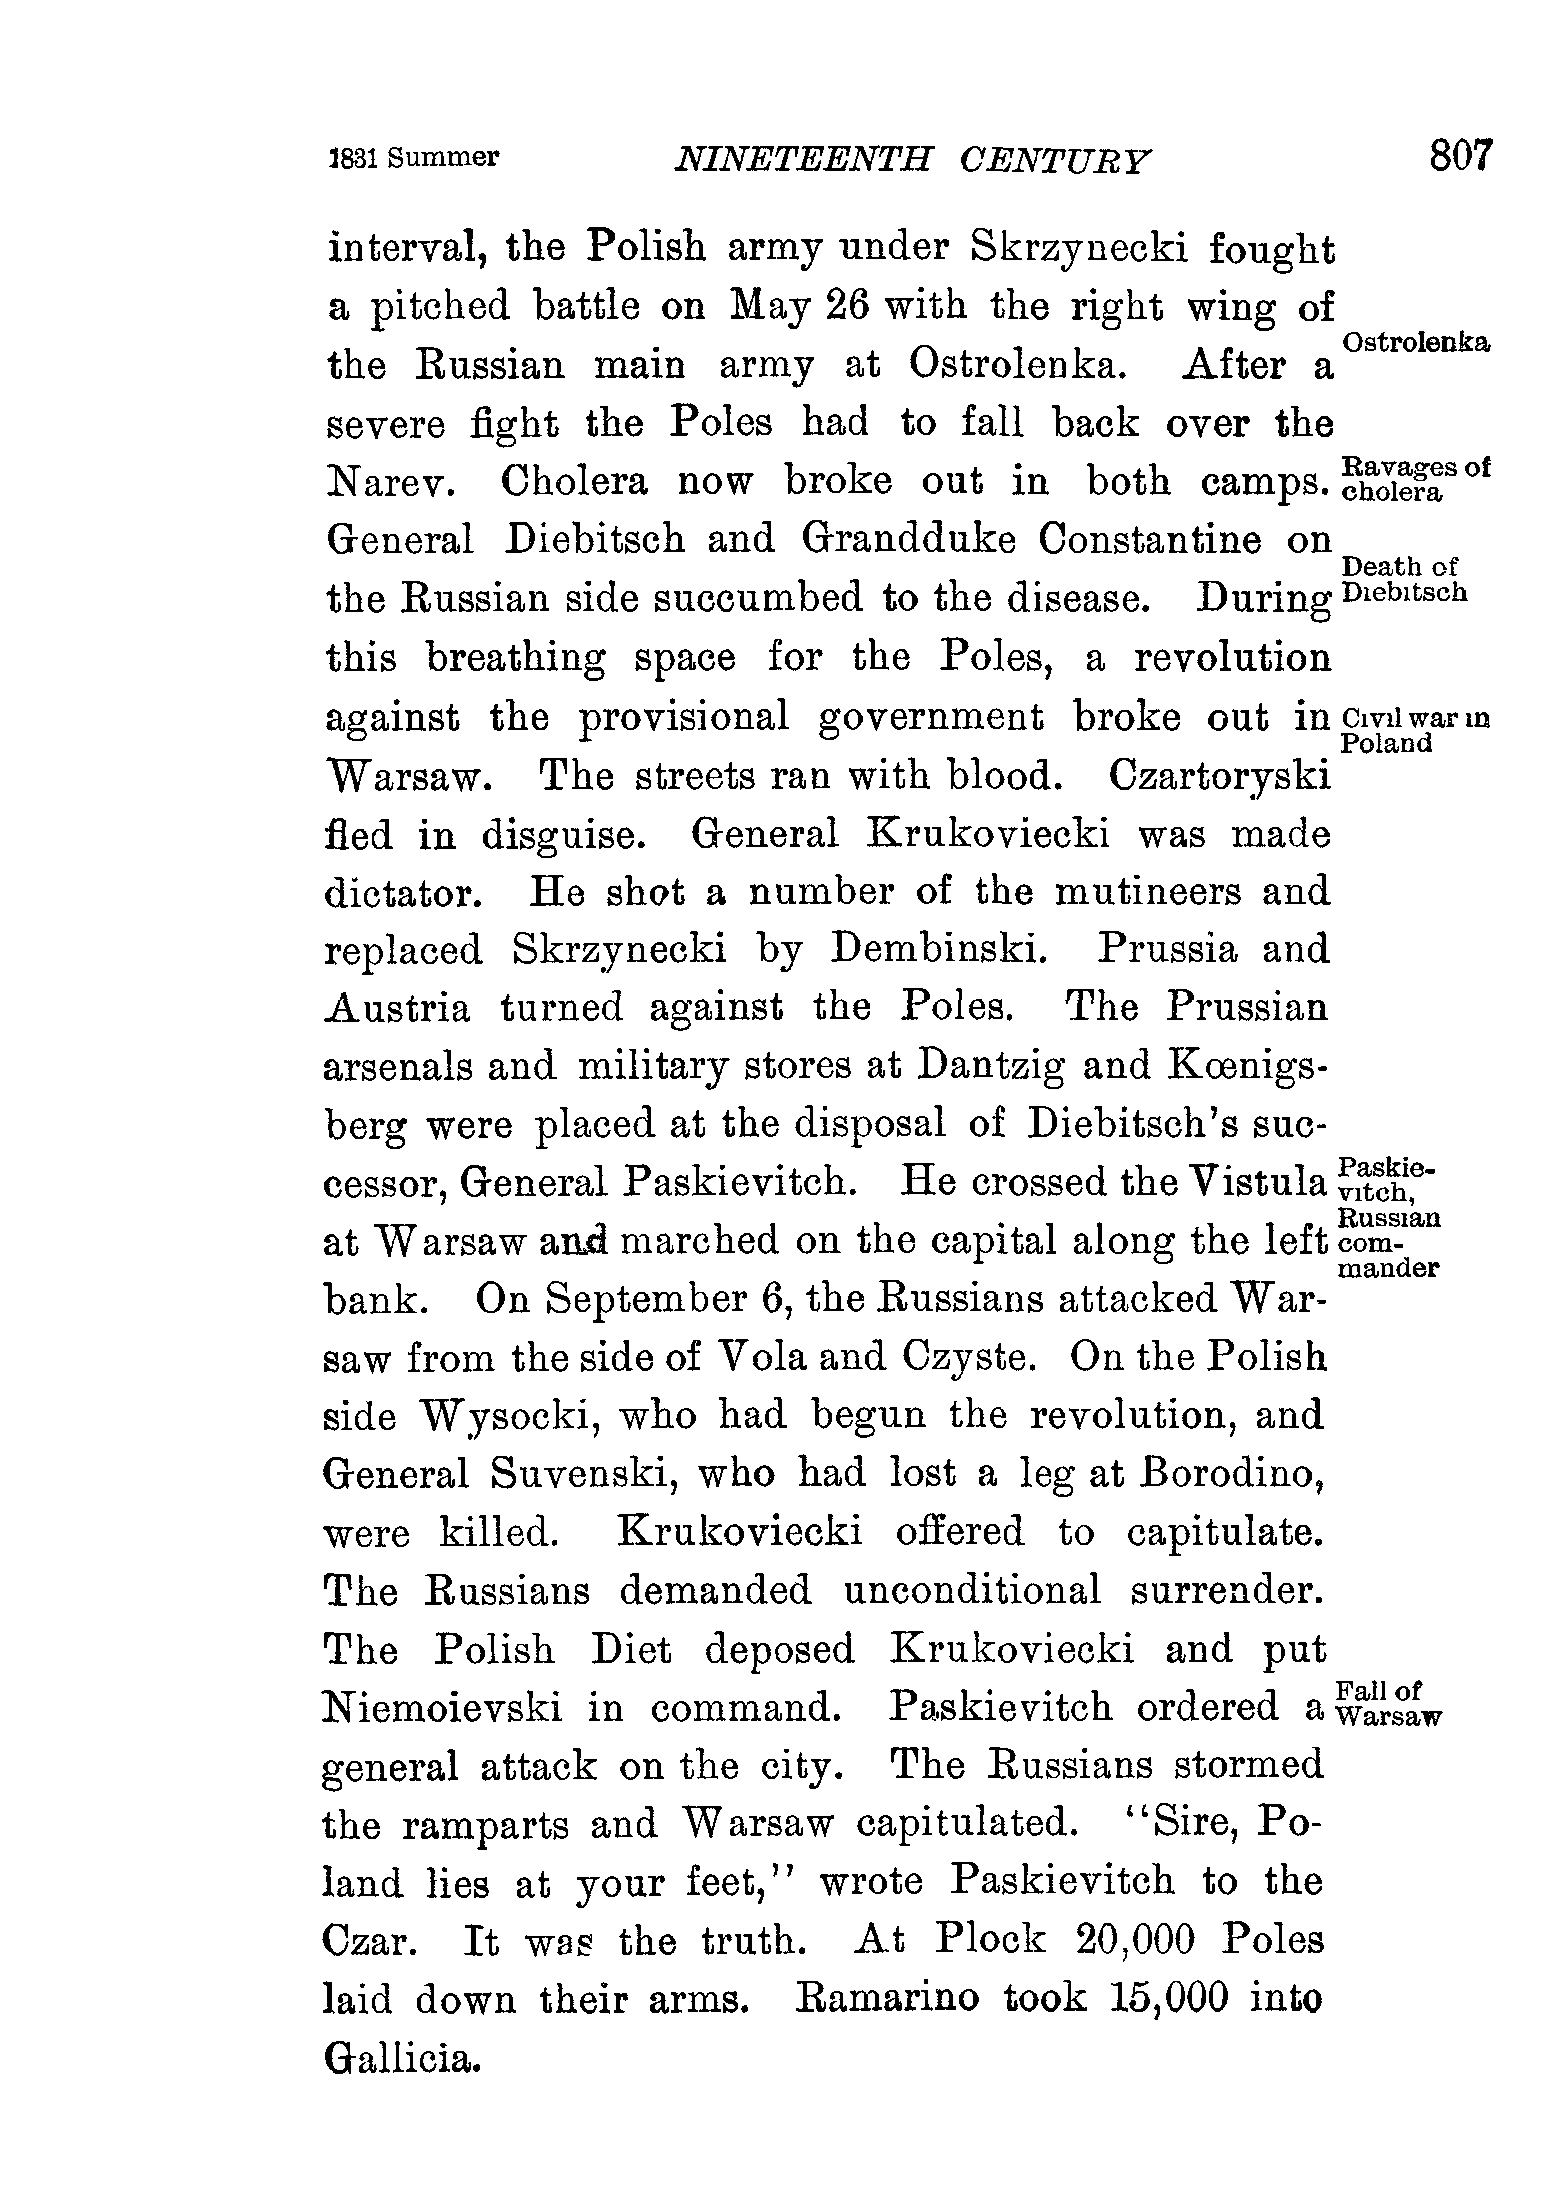 1831 Summer NINETEENTH CENTURY 807
interval, the Polish army under Skrzynecki fought
a pitched battle on May 26 with the right wing of
Ostrolenka
the Russian main army at Ostrolenka. After a
severe fight the Poles had to fall back over the
Narev. Cholera now broke out in both camps.
Ravages of
cholera
General Diebitsch and Grandduke Constantine on
the Russian side succumbed to the disease. During
Death of
Diebitsch
this breathing space for the Poles, a revolution
against the provisional government broke out in
Civil war in
Poland
Warsaw. The streets ran with blood. Czartoryski
fled in disguise. General Krukoviecki was made
dictator. He shot a number of the mutineers and
replaced Skrzynecki by Dembinski. Prussia and
Austria turned against the Poles. The Prussian
arsenals and military stores at Dantzig and Kœnigs-
berg were placed at the disposal of Diebitsch's suc-
cessor, General Paskievitch. He crossed the Vistula
Paskie-
vitch,
Russian
com-
mander
at Warsaw and marched on the capital along the left
bank. On September 6, the Russians attacked War-
saw from the side of Vola and Czyste. On the Polish
side Wysocki, who had begun the revolution, and
General Suvenski, who had lost a leg at Borodino,
were killed. Krukoviecki offered to capitulate.
The Russians demanded unconditional surrender.
The Polish Diet deposed Krukoviecki and put
Niemoievski in command. Paskievitch ordered a
Fall of
Warsaw
general attack on the city. The Russians stormed
the ramparts and Warsaw capitulated. "Sire, Po-
land lies at your feet," wrote Paskievitch to the
Czar. It was the truth. At Plock 20,000 Poles
laid down their arms. Ramarino took 15,000 into
Gallicia.